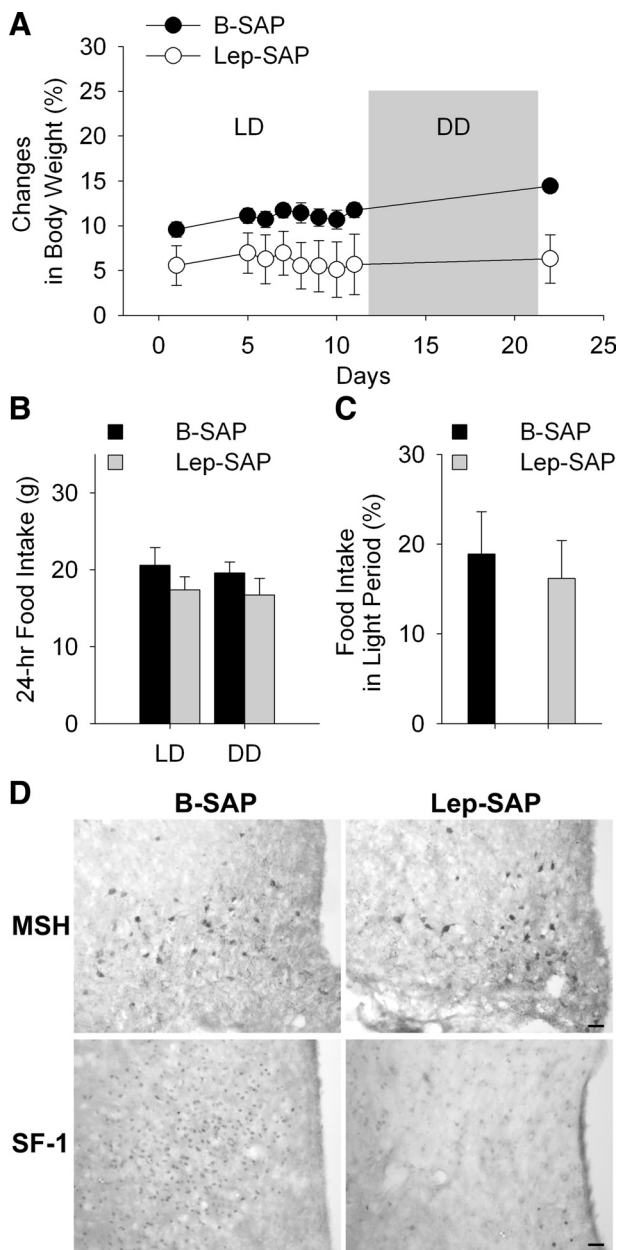 A
B-SAP
Lep-SAP
30
25
20
15
10
5
0
Changes
in Body Weight (%)
LD
DD
0
5
10
15
20
25
Days
B
B-SAP
Lep-SAP
30
20
10
0
24-hr Food Intake (g)
LD
DD
C
B-SAP
Lep-SAP
30
20
10
0
Food Intake
in Light Period (%)
D
B-SAP
Lep-SAP
MSH
SF-1